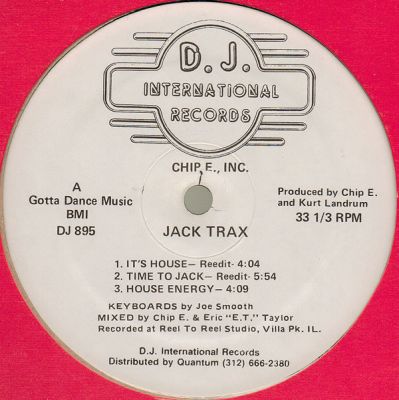 D. J.
INTERNATIONAL
RECORDS
CHIP E., INC.
A
Gotta Dance Music
BMI
DJ 895
Produced by Chip E.
and Kurt Landrum
33 1/3 RPM
JACK TRAX
1. IT'S HOUSE— Reedit- 4:04
2. TIME TO JACK— Reedit- 5:54
3. HOUSE ENERGY— 4:09
KEYBOARDS by Joe Smooth
MIXED by Chip E. & Eric "E.T." Taylor
Recorded at Reel To Reel Studio, Villa Pk. IL.
D.J. International Records
Distributed by Quantum (312) 666-2380